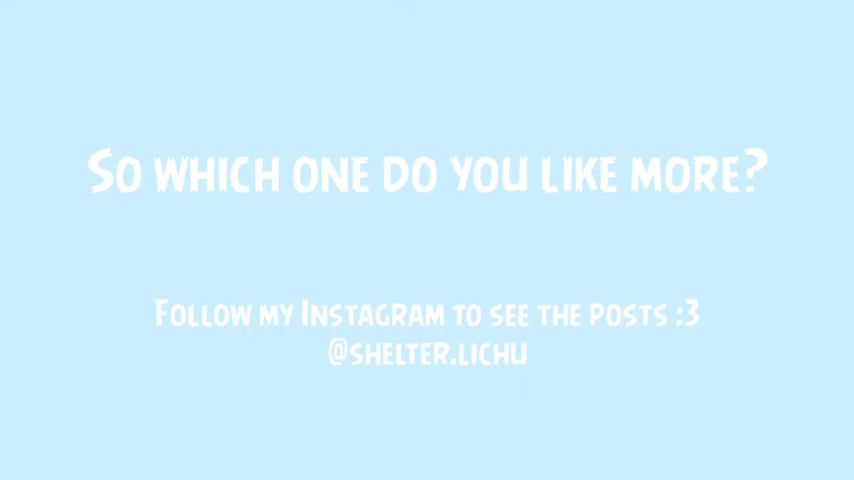 So which one do you like more?
Follow my Instagram to see the posts :3
@shelter.lichu